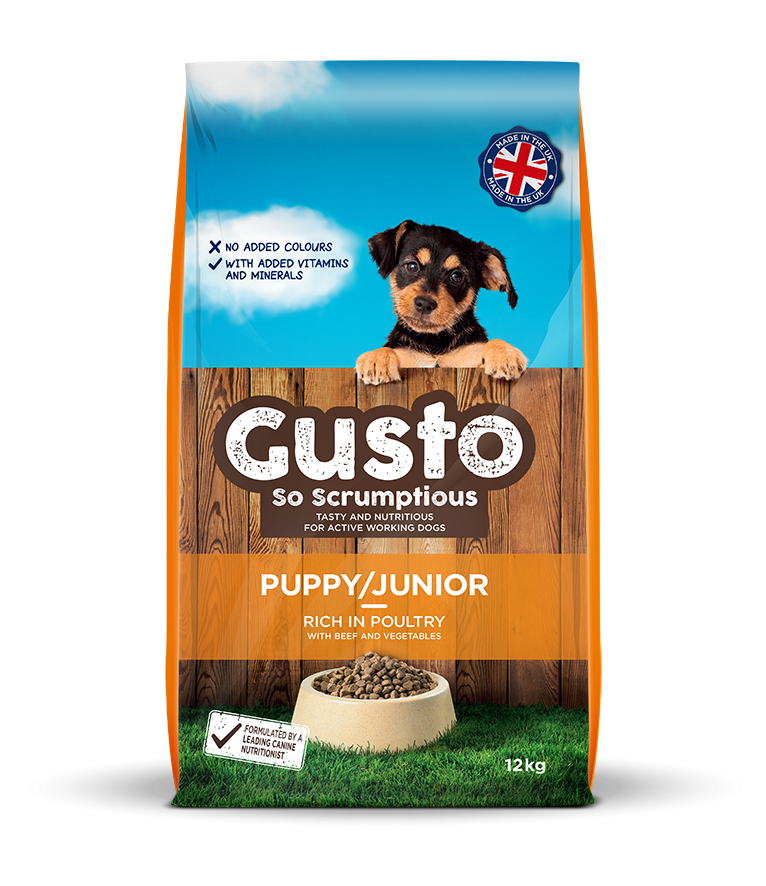 MADE IN THE UK
MADE IN THE UK
NO ADDED COLOURS
WITH ADDED VITAMINS
AND MINERALS
Gusto
So Scrumptious
TASTY AND NUTRITIOUS
FOR ACTIVE WORKING DOGS
PUPPY/JUNIOR
RICH IN POULTRY
WITH BEEF AND VEGETABLES
FORMULATED BY A
LEADING CANINE
NUTRITIONIST
12kg